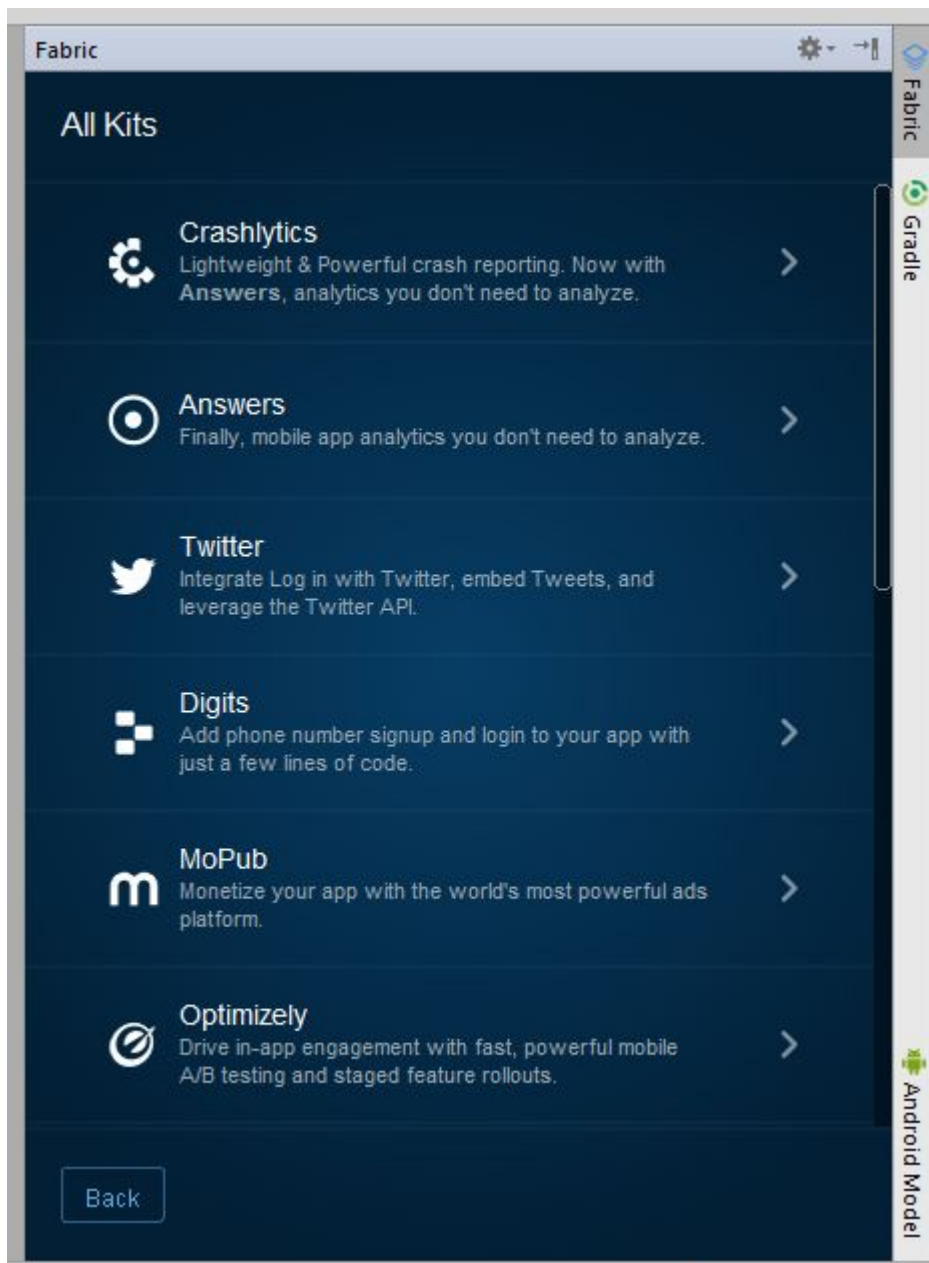 Fabric
All Kits
Crashlytics
Lightweight & Powerful crash reporting. Now with
Answers, analytics you don't need to analyze.
Answers
Finally, mobile app analytics you don't need to analyze.
Twitter
Integrate Log in with Twitter, embed Tweets, and
leverage the Twitter API.
Digits
Add phone number signup and login to your app with
just a few lines of code.
MoPub
Monetize your app with the world's most powerful ads
platform.
Optimizely
Drive in-app engagement with fast, powerful mobile
A/B testing and staged feature rollouts.
Back
Fabric
Gradle
Android Model